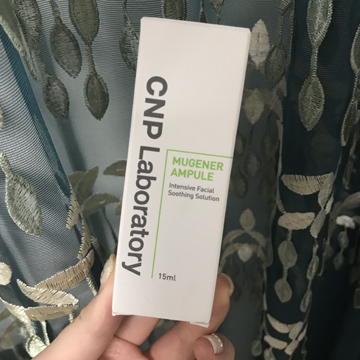 CNP Laboratory
MUGENER
AMPULE
Intensive Facial
Soothing Solution
15ml